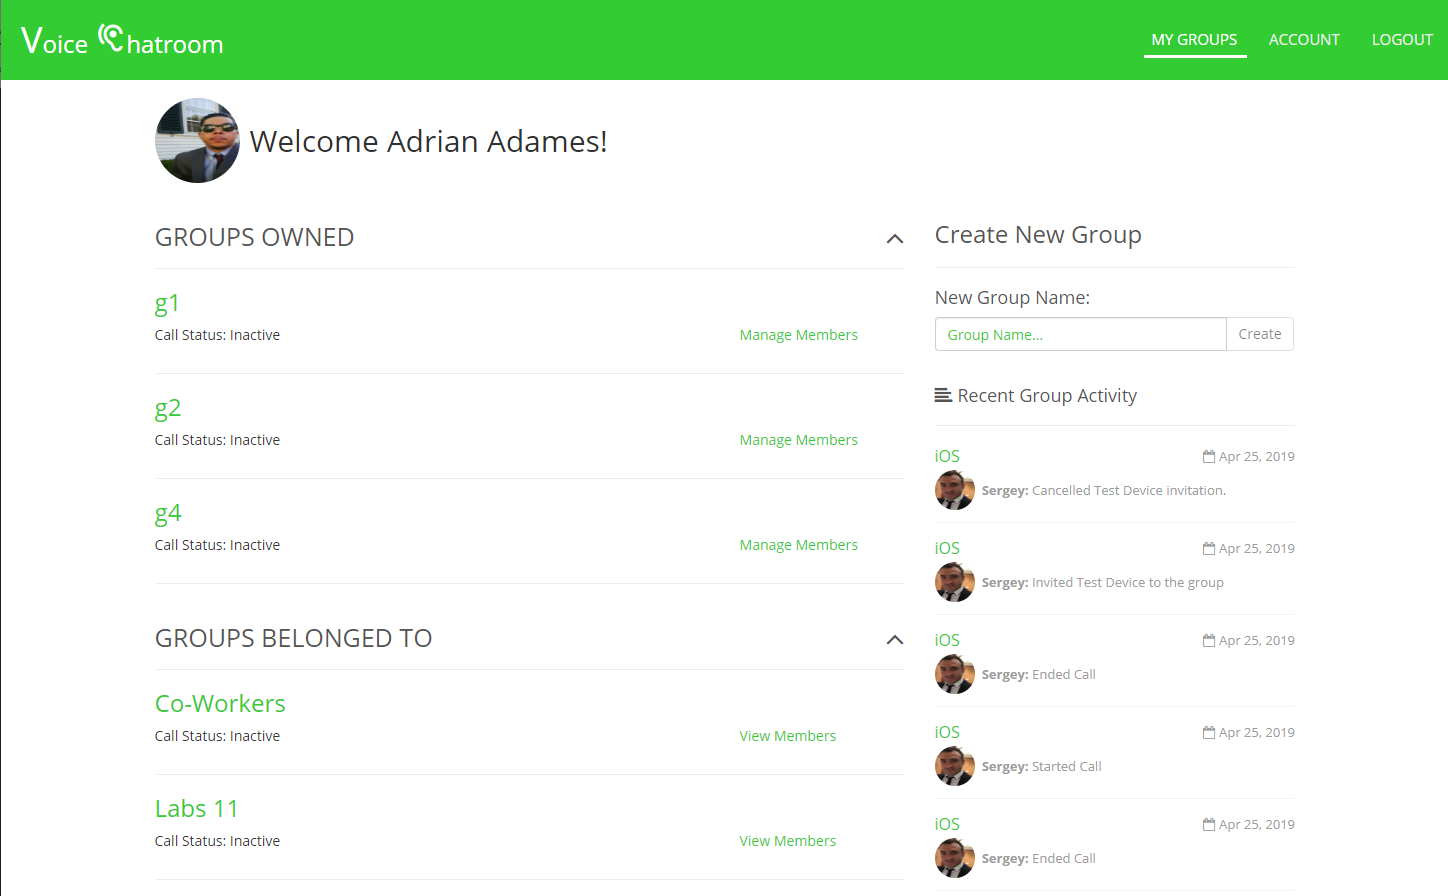 Voice Chatroom
MY GROUPS
ACCOUNT
LOGOUT
Welcome Adrian Adames!
GROUPS OWNED
g1
Call Status: Inactive
Manage Members
g2
Call Status: Inactive
Manage Members
g4
Call Status: Inactive
Manage Members
GROUPS BELONGED TO
Co-Workers
Call Status: Inactive
View Members
Labs 11
Call Status: Inactive
View Members
Create New Group
New Group Name:
Group Name...
Create
Recent Group Activity
iOS
Apr 25, 2019
Sergey: Cancelled Test Device invitation.
iOS
Apr 25, 2019
Sergey: Invited Test Device to the group
iOS
Apr 25, 2019
Sergey: Ended Call
iOS
Apr 25, 2019
Sergey: Started Call
iOS
Apr 25, 2019
Sergey: Ended Call